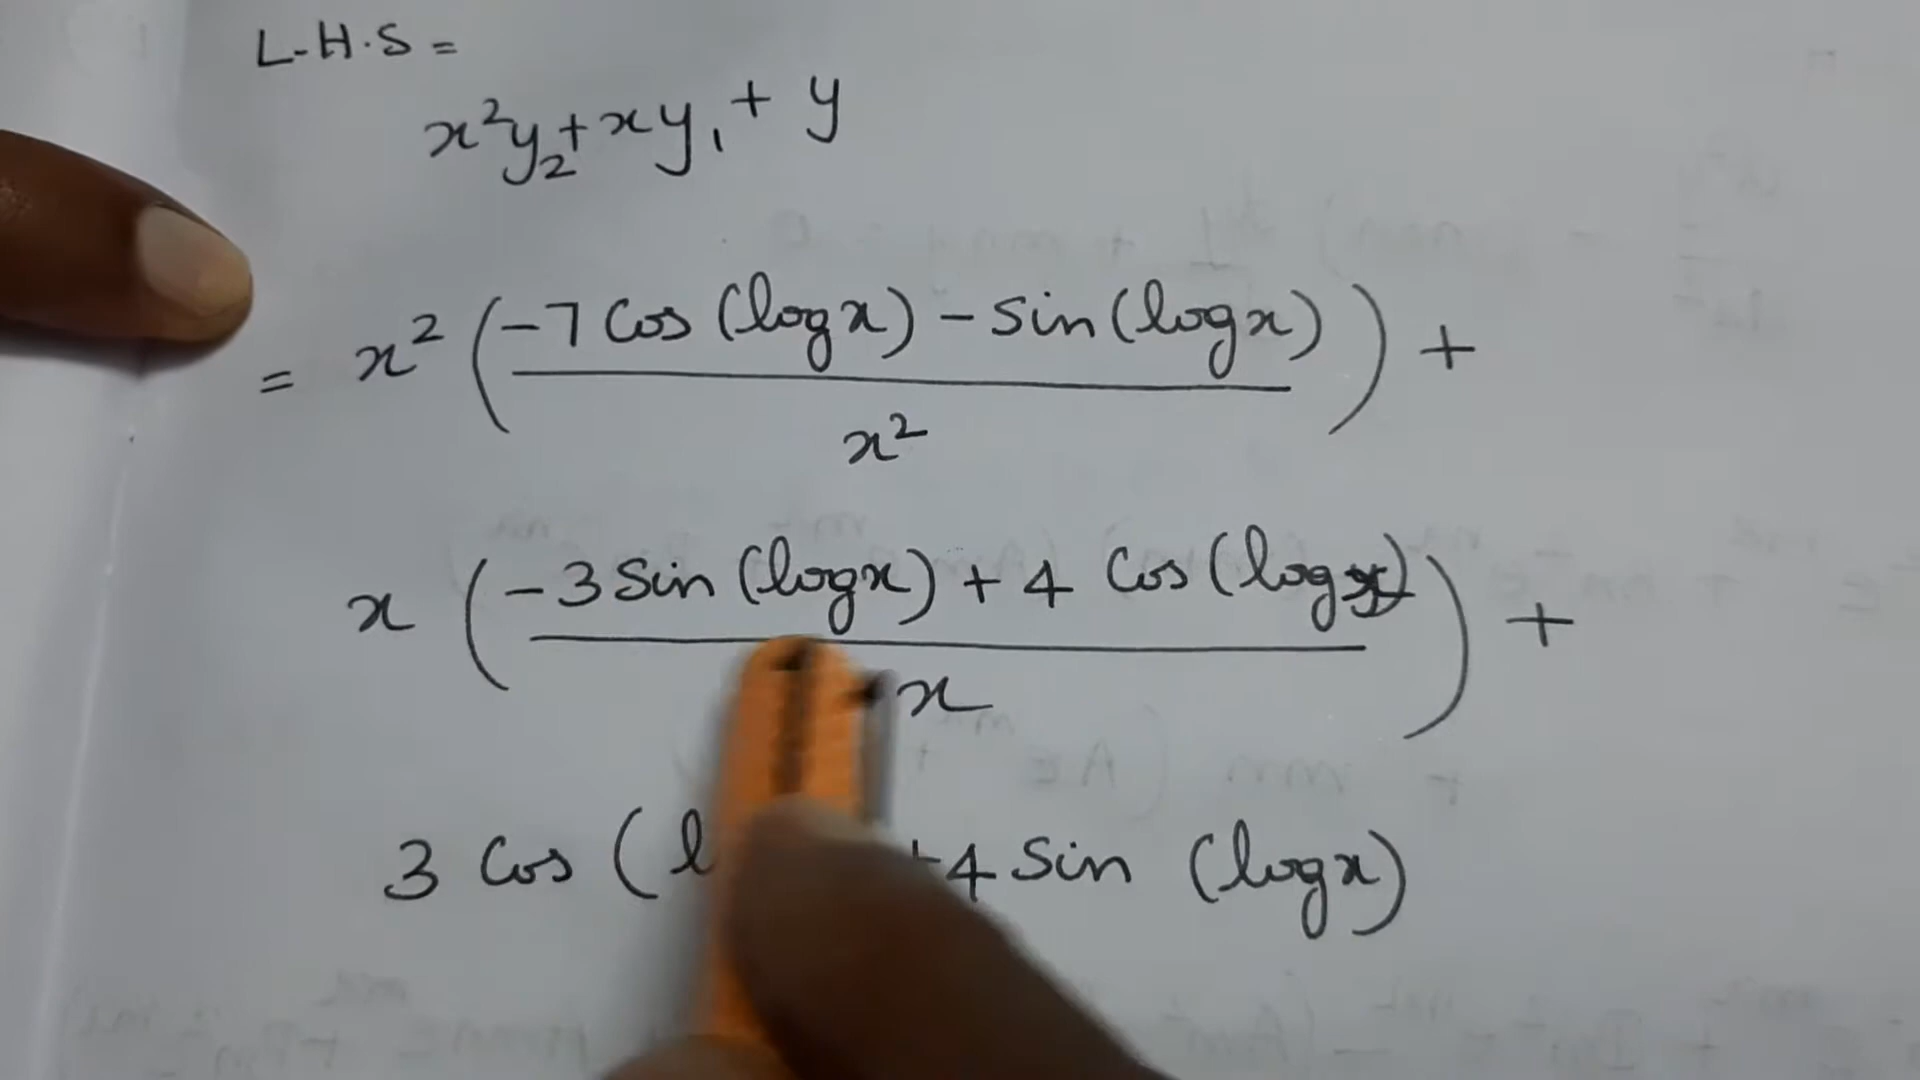 L-H.S =
x²y₂ + xy₁ + y
= x² ( (-7 Cos (log x) - Sin (log x)) / x² ) +
x ( (-3 Sin (log x) + 4 Cos (log x)) / x ) +
3 Cos ( +4 Sin (log x)